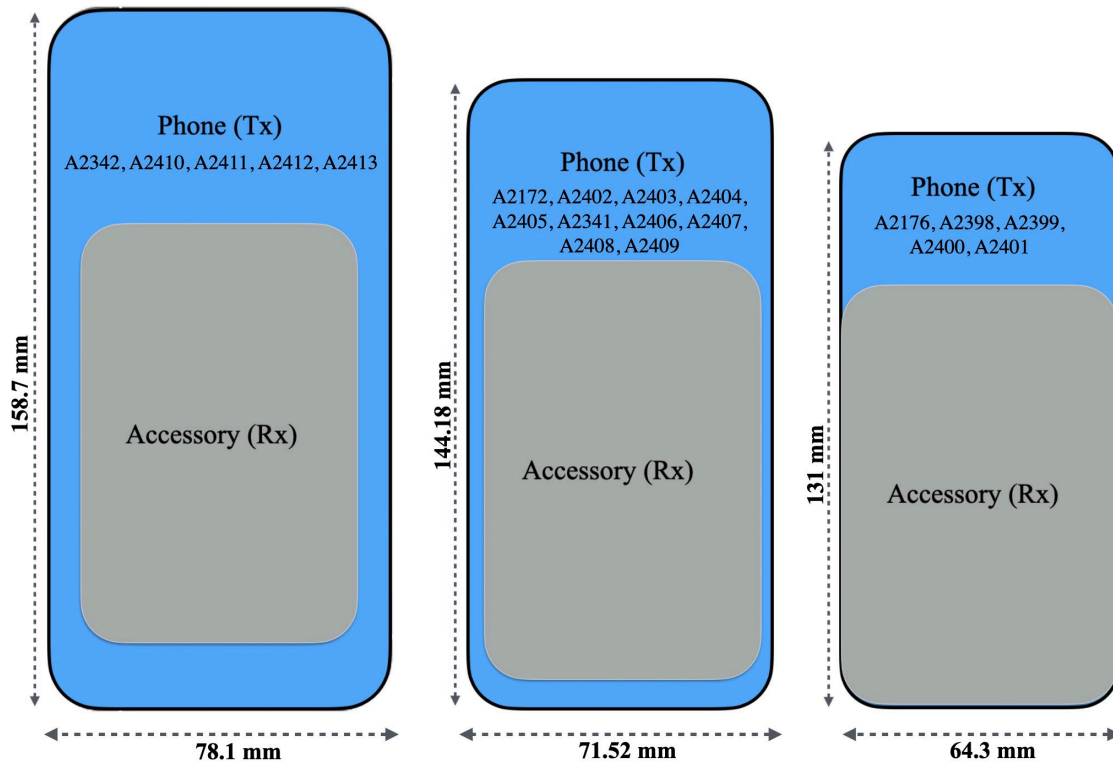 Phone (Tx)
A2342, A2410, A2411, A2412, A2413
Accessory (Rx)
158.7 mm
78.1 mm
Phone (Tx)
A2172, A2402, A2403, A2404,
A2405, A2341, A2406, A2407,
A2408, A2409
Accessory (Rx)
144.18 mm
71.52 mm
Phone (Tx)
A2176, A2398, A2399,
A2400, A2401
Accessory (Rx)
131 mm
64.3 mm